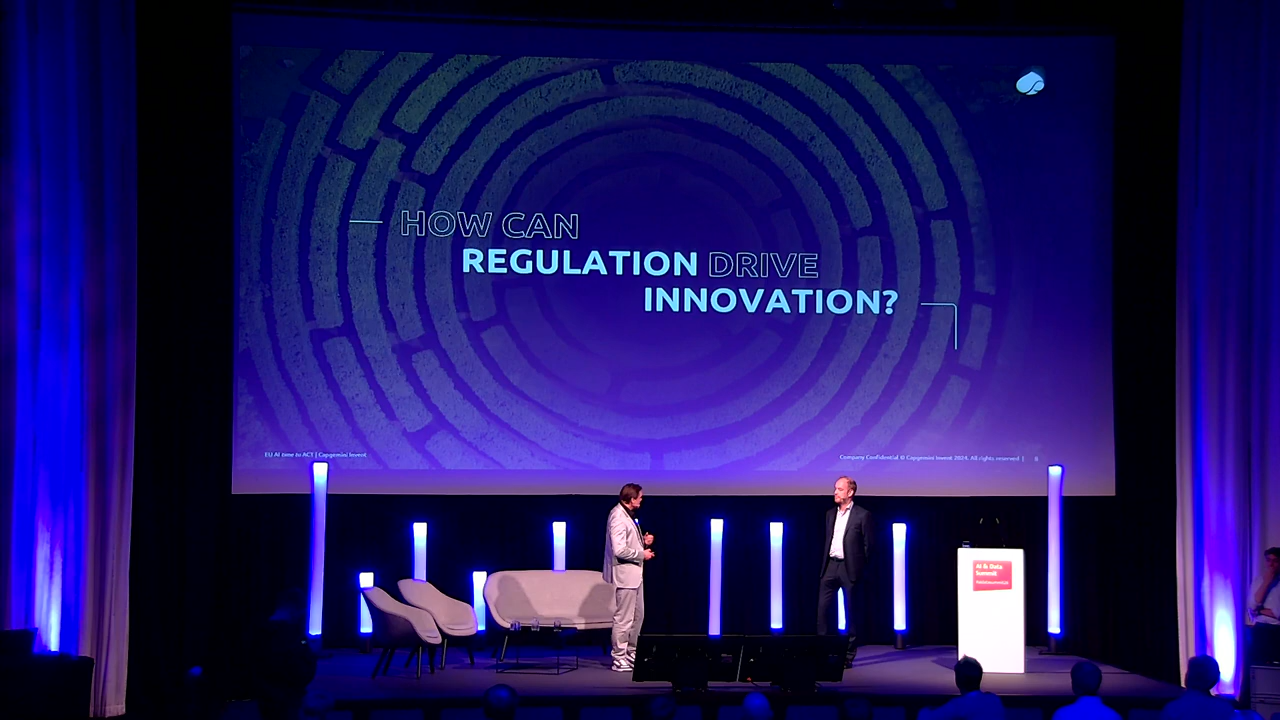 HOW CAN
REGULATION DRIVE
INNOVATION?
EU AI time to ACT | Capgemini Invent
Company Confidential © Capgemini Invent 2024. All rights reserved |
AI & Data
Summit